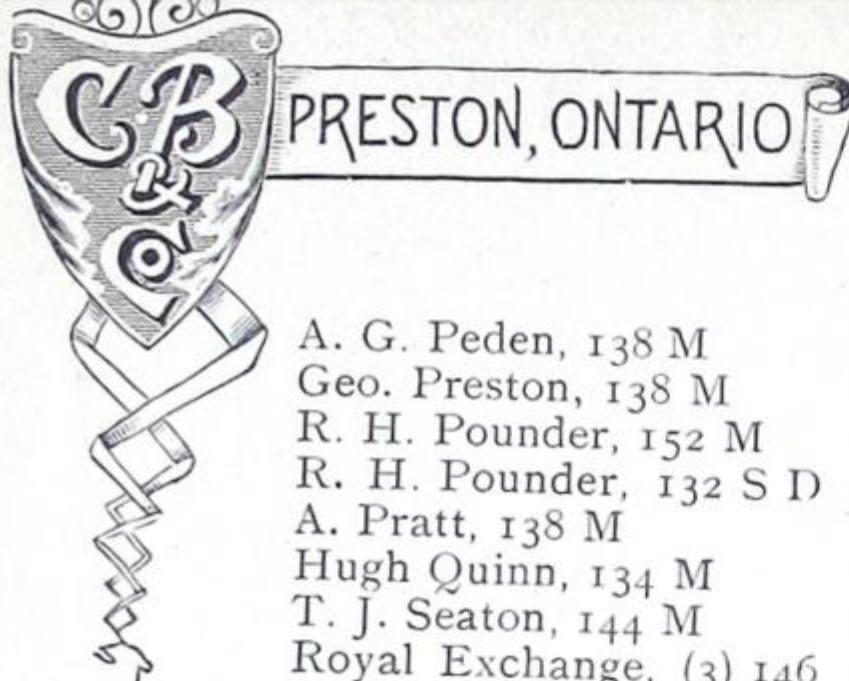 C.B
& Co
PRESTON, ONTARIO
A. G. Peden, 138 M
Geo. Preston, 138 M
R. H. Pounder, 152 M
R. H. Pounder, 132 S D
A. Pratt, 138 M
Hugh Quinn, 134 M
T. J. Seaton, 144 M
Royal Exchange, (3) 146